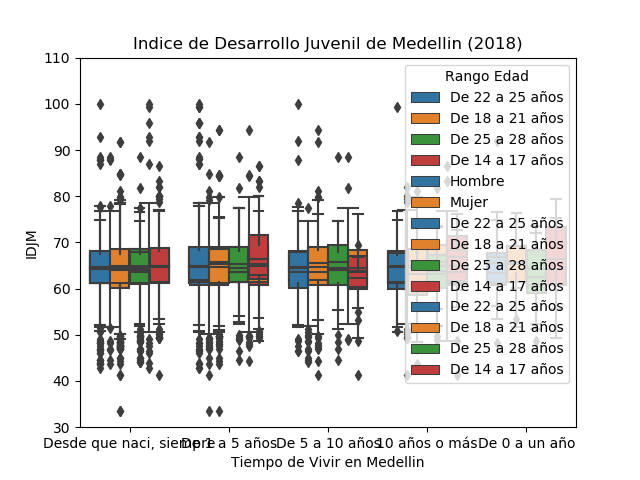 Indice de Desarrollo Juvenil de Medellin (2018)
110
100
90
80
70
60
50
40
30
IDJM
Rango Edad
De 22 a 25 años
De 18 a 21 años
De 25 a 28 años
De 14 a 17 años
Hombre
Mujer
De 22 a 25 años
De 18 a 21 años
De 25 a 28 años
De 14 a 17 años
De 22 a 25 años
De 18 a 21 años
De 25 a 28 años
De 14 a 17 años
Desde que naci, siempre
De 1 a 5 años
De 5 a 10 años
10 años o más
De 0 a un año
Tiempo de Vivir en Medellin